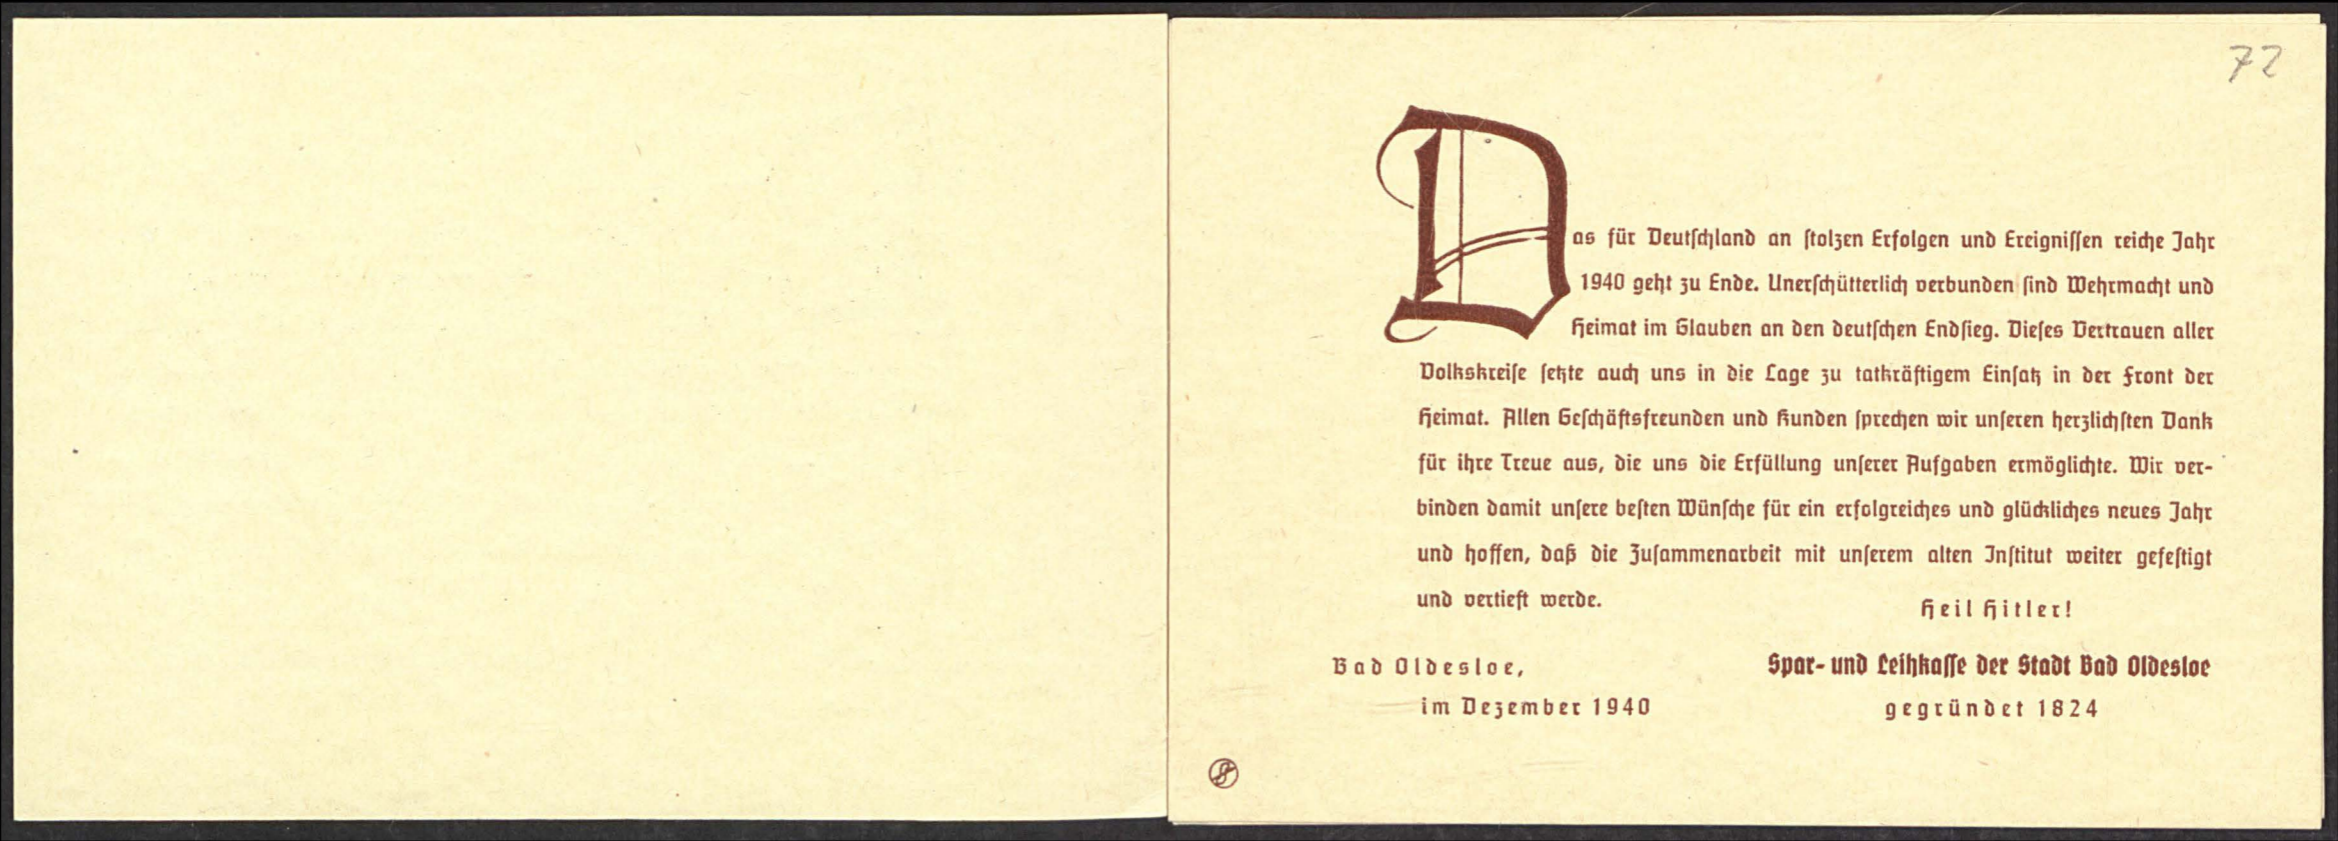 72
Das für Deutschland an stolzen Erfolgen und Ereignissen reiche Jahr
1940 geht zu Ende. Unerschütterlich verbunden sind Wehrmacht und
Heimat im Glauben an den deutschen Endsieg. Dieses Vertrauen aller
Volkskreise setzte auch uns in die Lage zu tatkräftigem Einsatz in der Front der
Heimat. Allen Geschäftsfreunden und Kunden sprechen wir unseren herzlichsten Dank
für ihre Treue aus, die uns die Erfüllung unserer Aufgaben ermöglichte. Wir ver-
binden damit unsere besten Wünsche für ein erfolgreiches und glückliches neues Jahr
und hoffen, daß die Zusammenarbeit mit unserem alten Institut weiter gefestigt
und vertieft werde.
Heil Hitler!
Bad Oldesloe,
im Dezember 1940
Spar- und Leihkasse der Stadt Bad Oldesloe
gegründet 1824